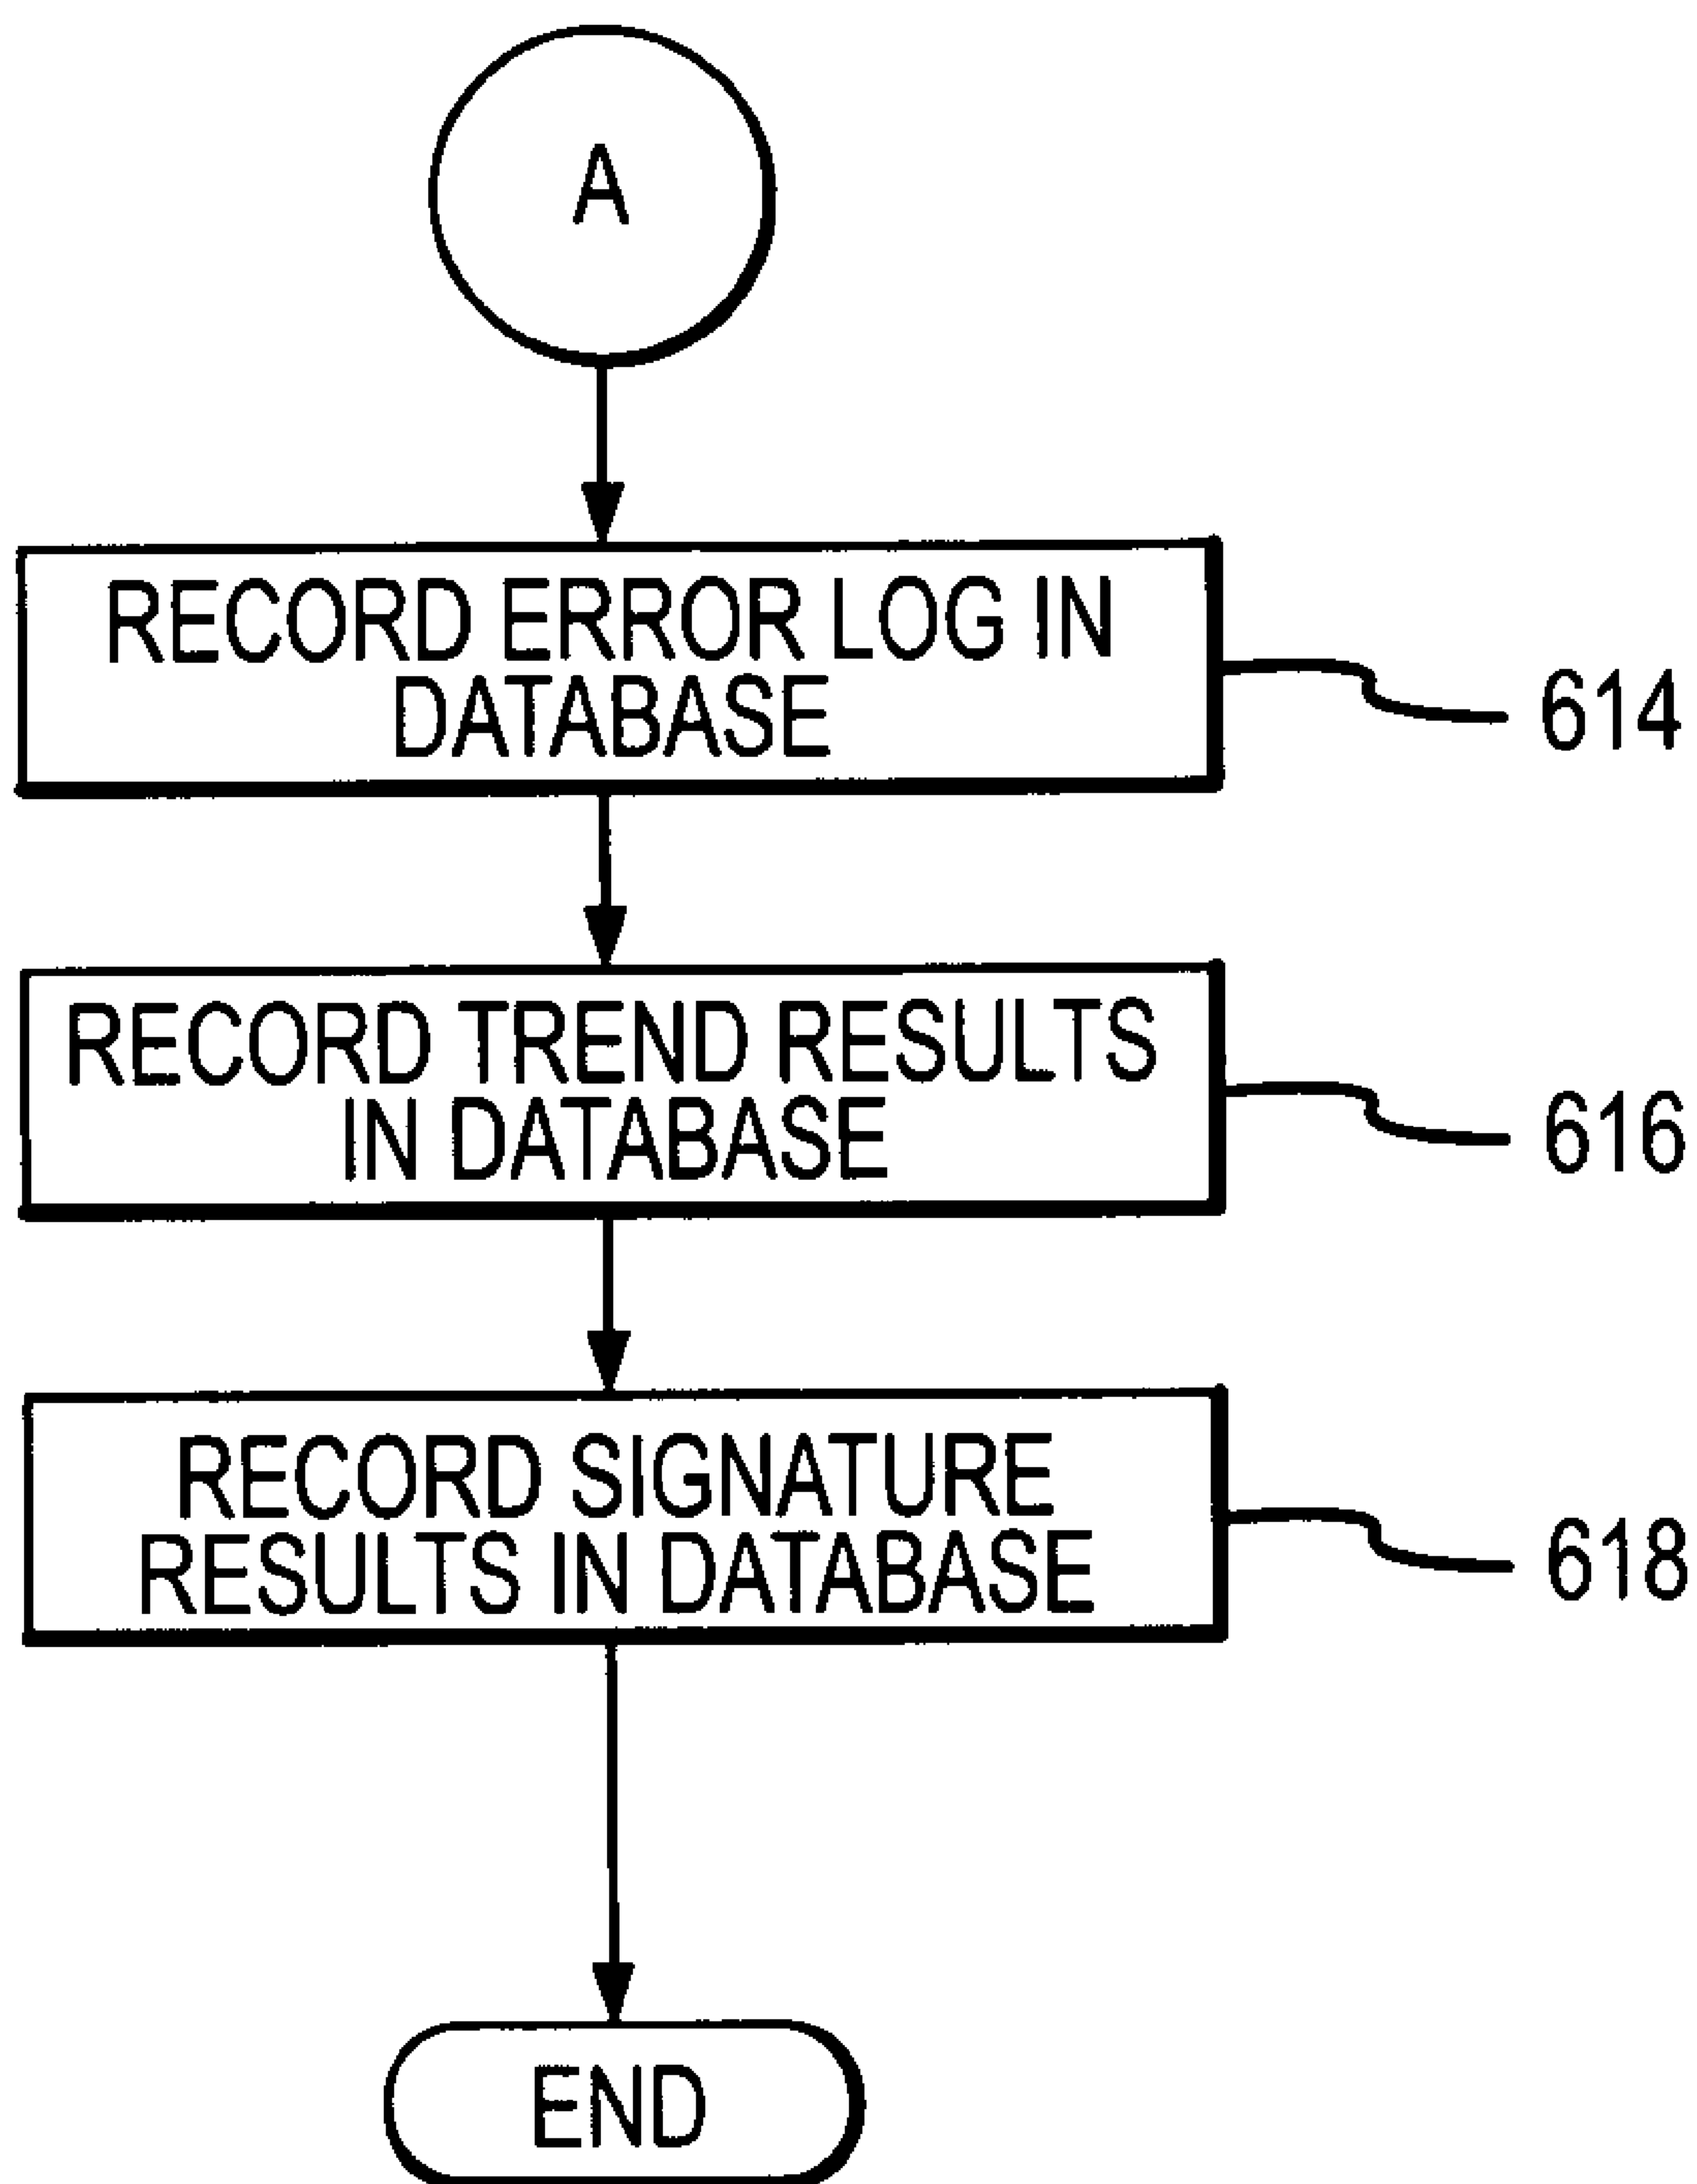 A
RECORD ERROR LOG IN
DATABASE
614
RECORD TREND RESULTS
IN DATABASE
616
RECORD SIGNATURE
RESULTS IN DATABASE
618
END